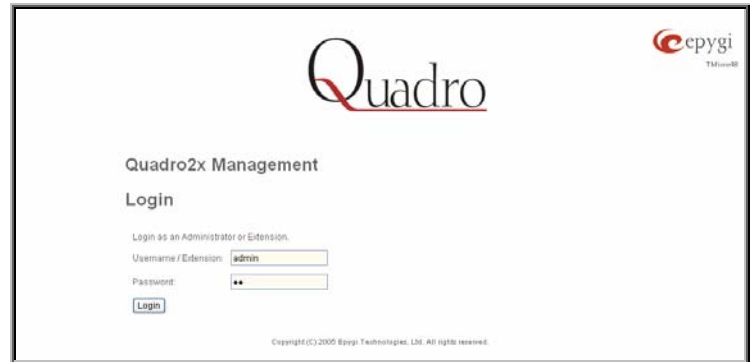 Quadro
epygi
Quadro2x Management
Login
Login as an Administrator or Extension.
Username / Extension: admin
Password: ••
Login
Copyright (C) 2005 Epygi Technologies, Ltd. All rights reserved.